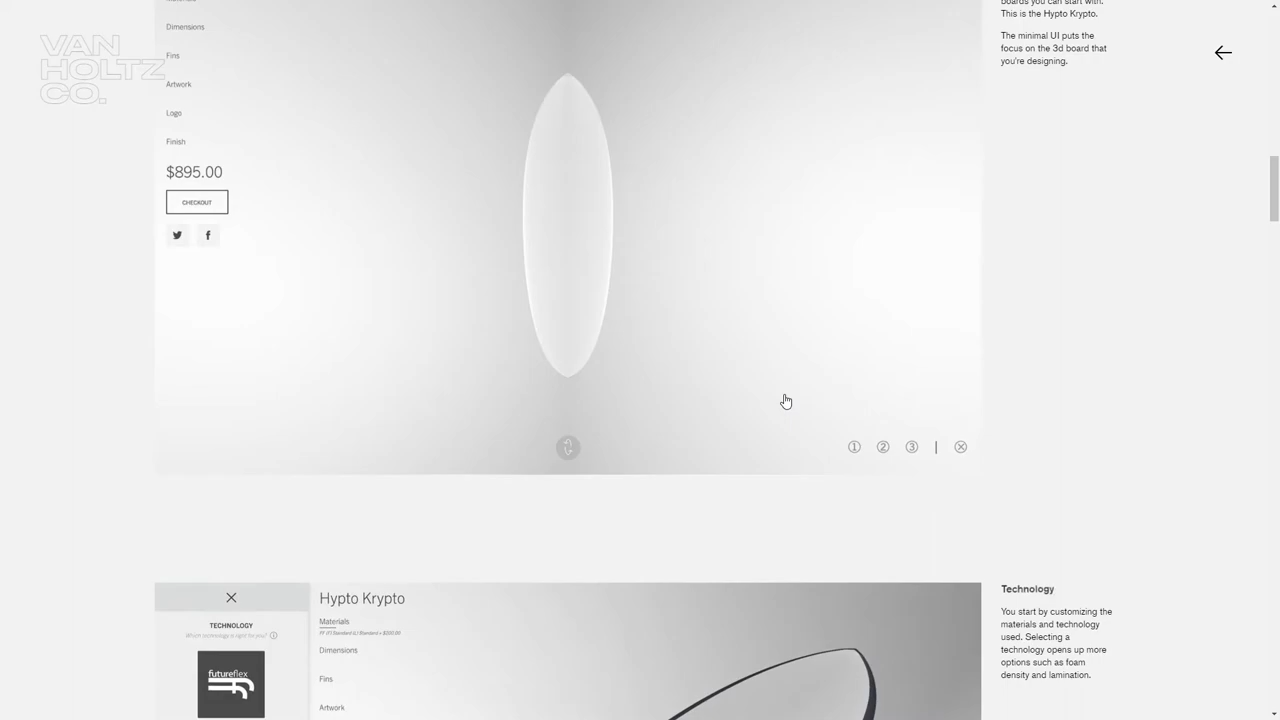 boards you can start with.
This is the Hypto Krypto.
The minimal UI puts the
focus on the 3d board that
you're designing.
VAN
HOLTZ
CO.
Dimensions
Fins
Artwork
Logo
Finish
$895.00
CHECKOUT
1 2 3 |
Hypto Krypto
TECHNOLOGY
Which technology is right for you?
futureflex
Materials
Dimensions
Fins
Artwork
Technology
You start by customizing the
materials and technology
used. Selecting a
technology opens up more
options such as foam
density and lamination.